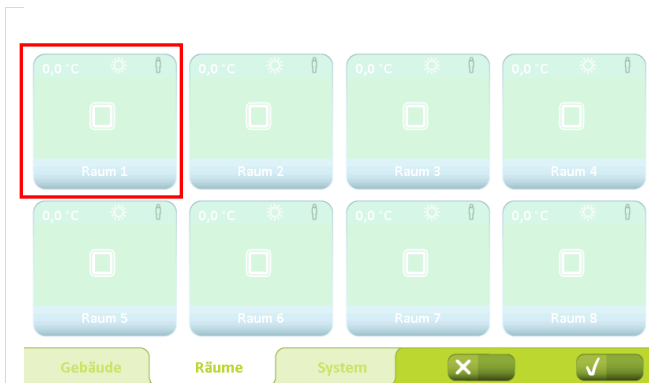 0,0 °C 0,0 °C 0,0 °C 0,0 °C
Raum 1 Raum 2 Raum 3 Raum 4
0,0 °C 0,0 °C 0,0 °C 0,0 °C
Raum 5 Raum 6 Raum 7 Raum 8
Gebäude Räume System